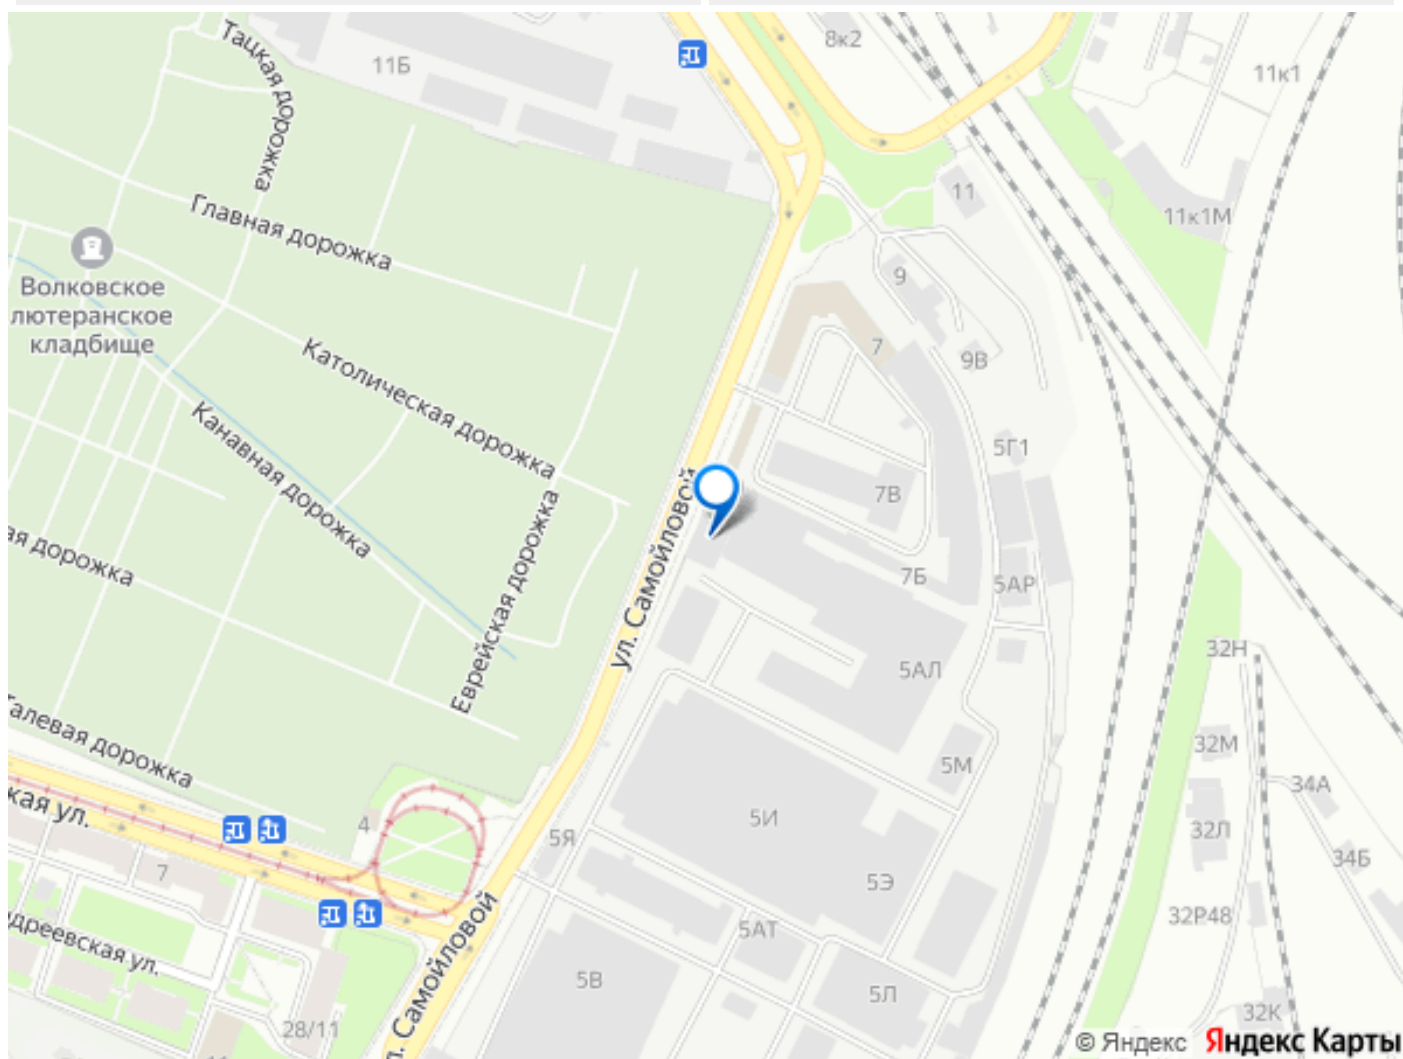 8к2
Тацкая дорожка
11Б
11к1
11
11к1М
Главная дорожка
Волковское
лютеранское
кладбище
9
7
9В
Католическая дорожка
Канавная дорожка
5Г1
7В
ул. Самойловой
Еврейская дорожка
ая дорожка
7Б
5АР
32Н
5АЛ
алевая дорожка
32М
5М
34А
кая ул.
4
5И
5Я
32Л
34Б
7
5Э
32Р48
5АТ
дреевская ул.
л. Самойловой
5В
5Л
32К
28/11
© Яндекс Яндекс Карты